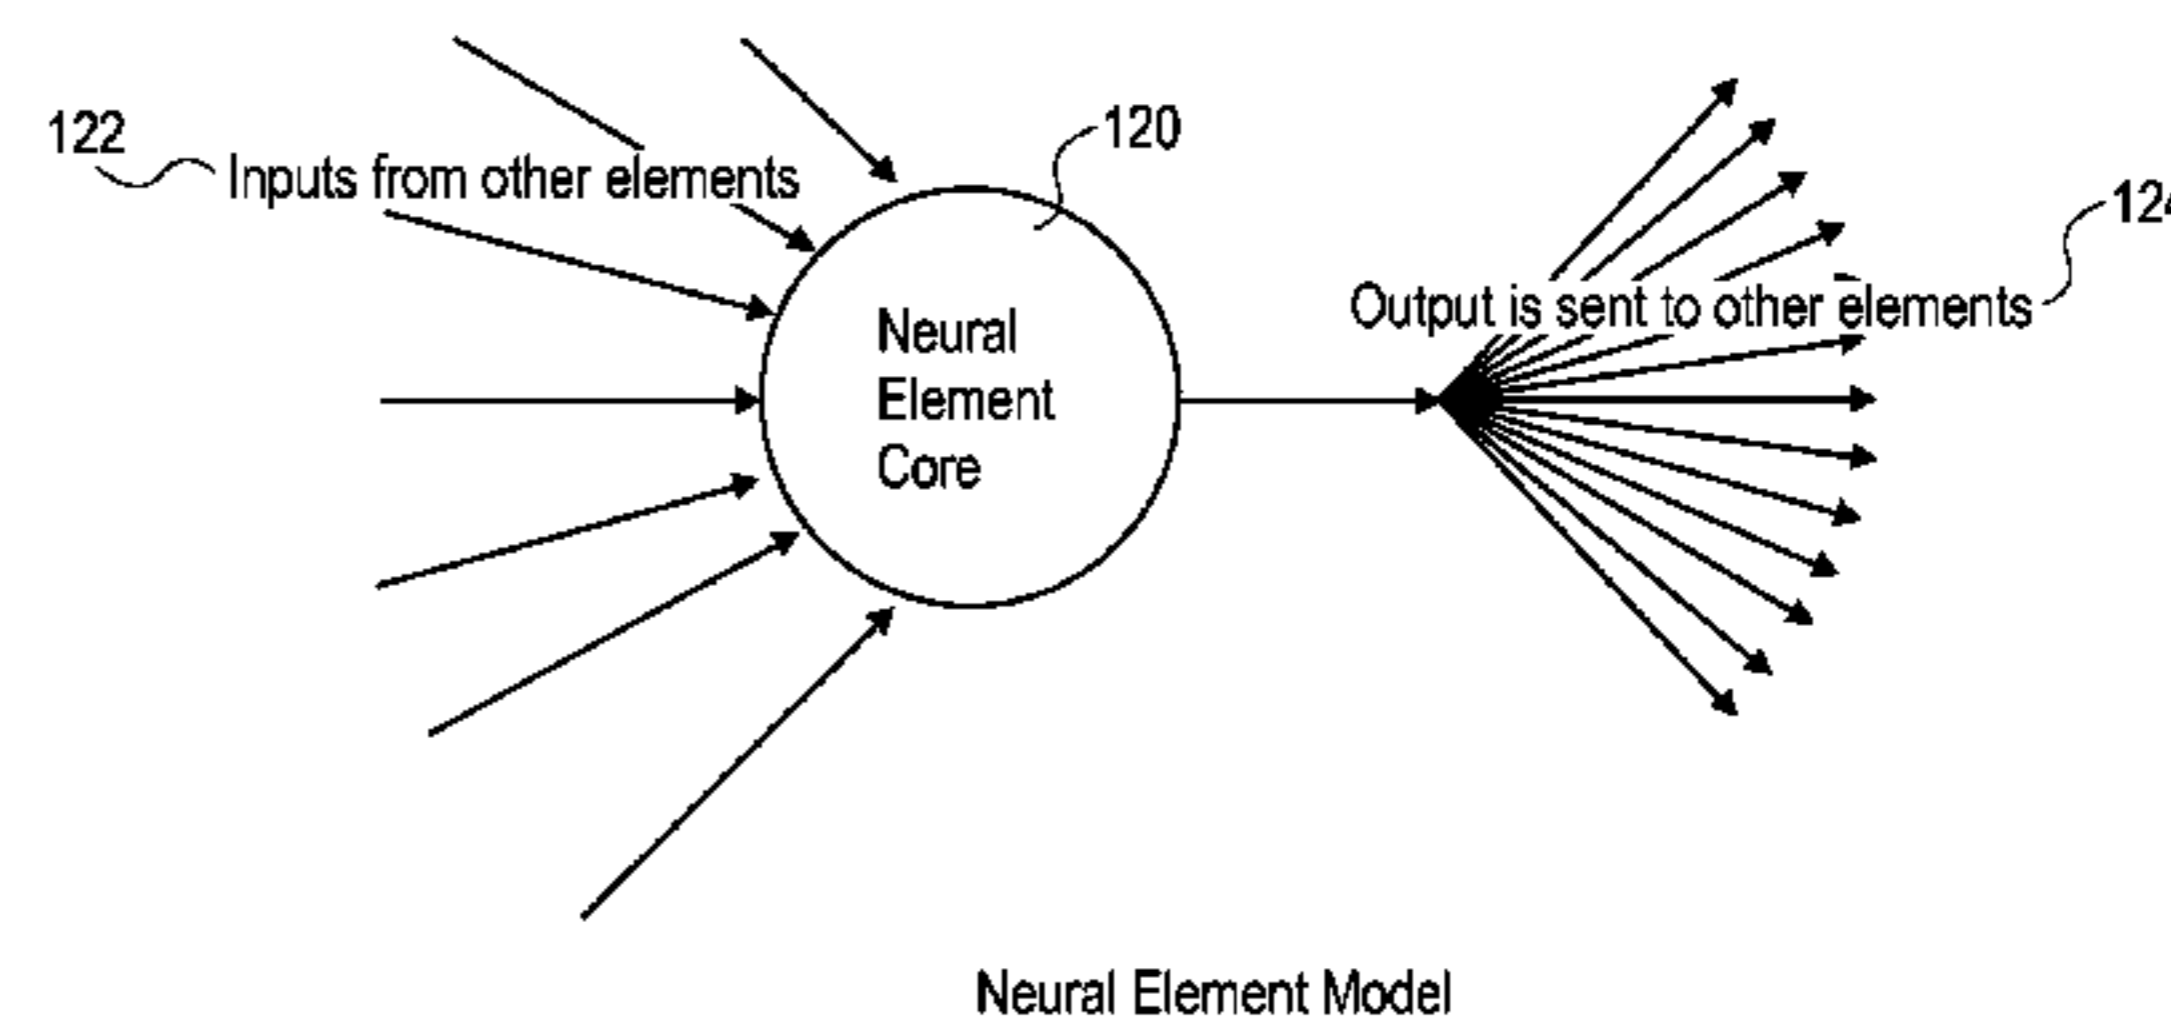 122
Inputs from other elements
120
Neural
Element
Core
Output is sent to other elements
Neural Element Model